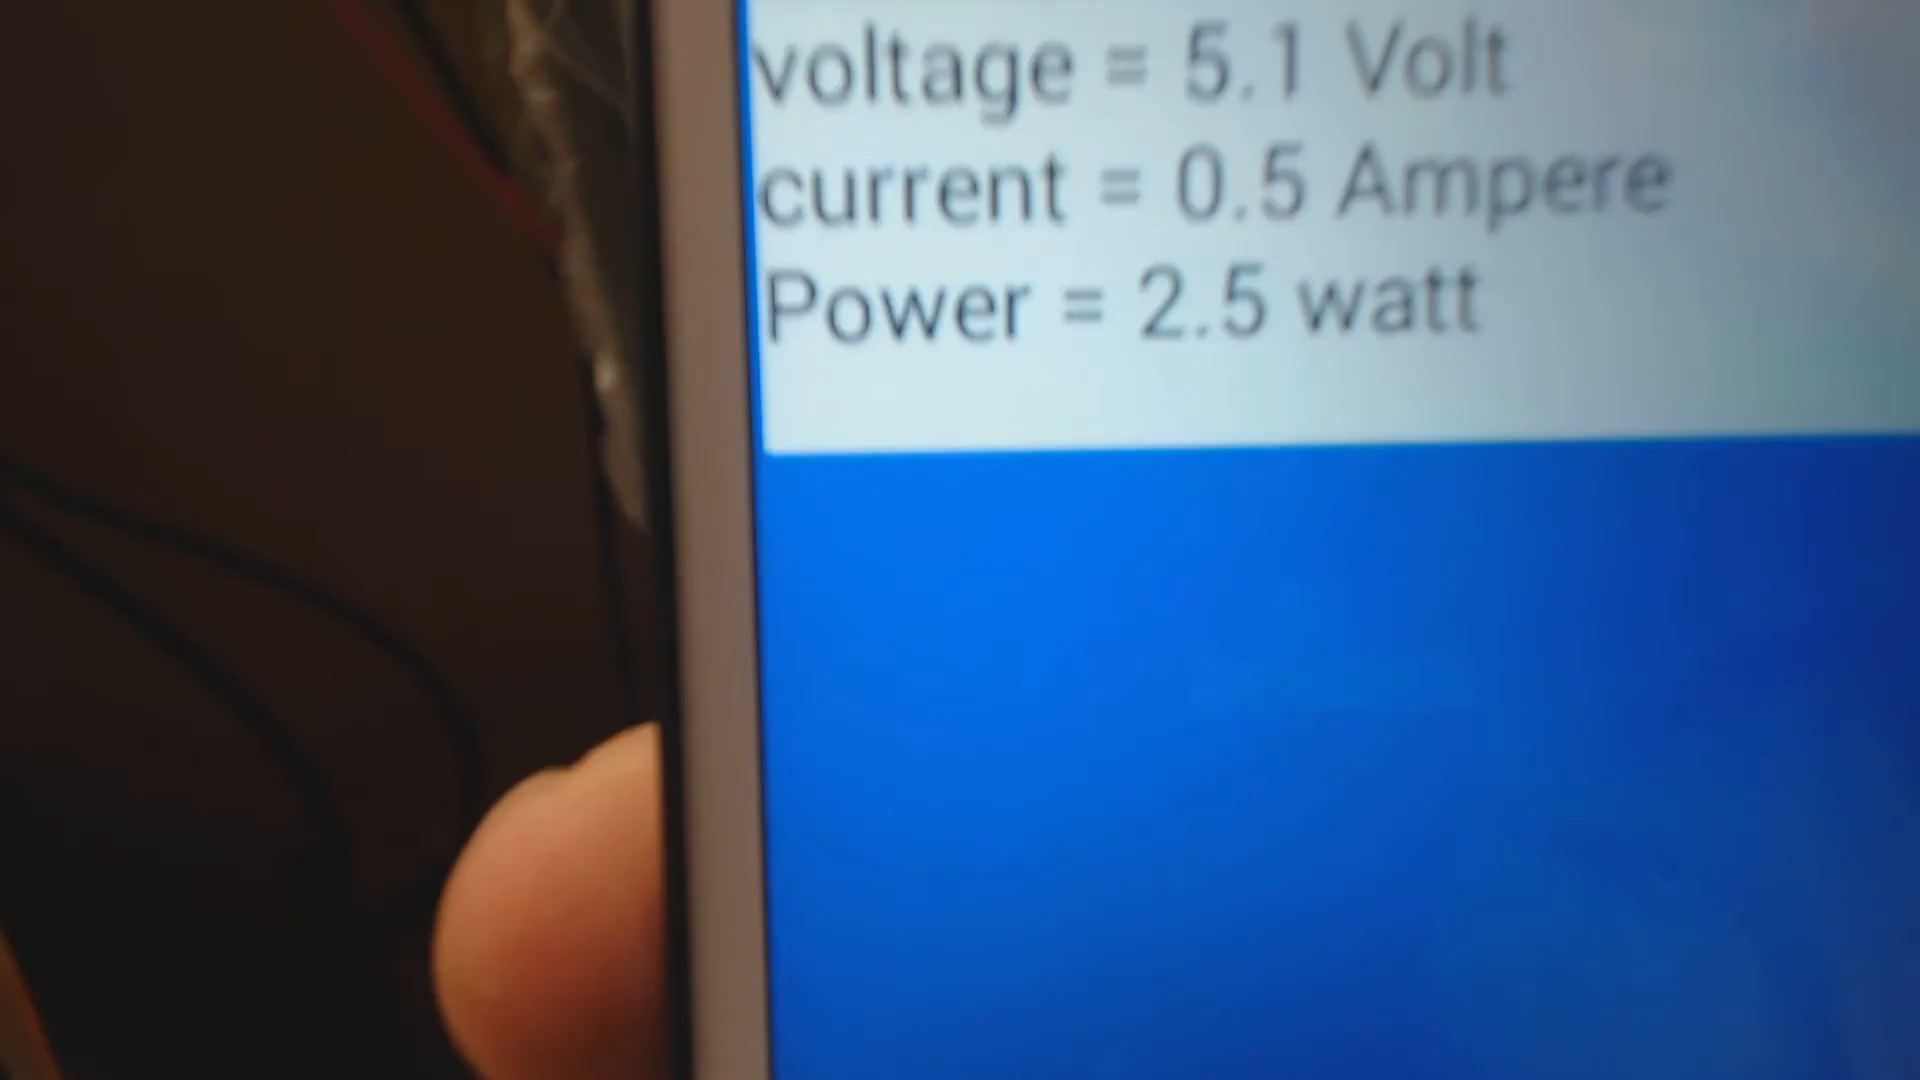 voltage = 5.1 Volt
current = 0.5 Ampere
Power = 2.5 watt